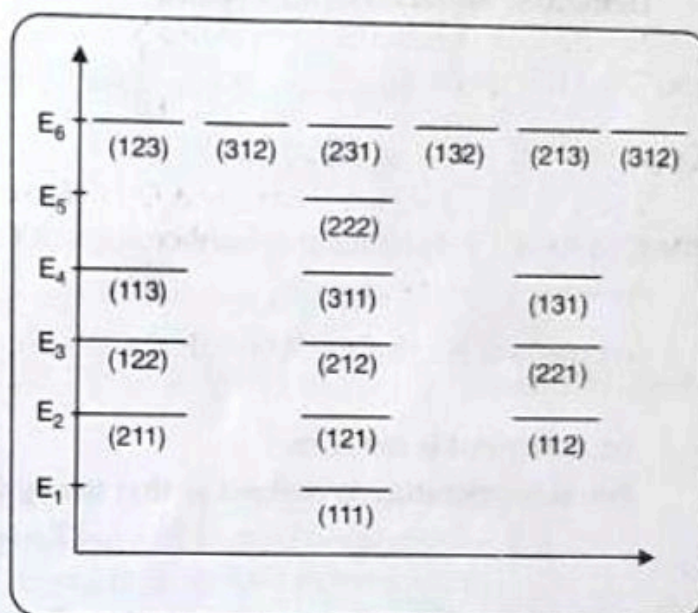 E6
(123) (312) (231) (132) (213) (312)
E5
(222)
E4
(113) (311) (131)
E3
(122) (212) (221)
E2
(211) (121) (112)
E1
(111)